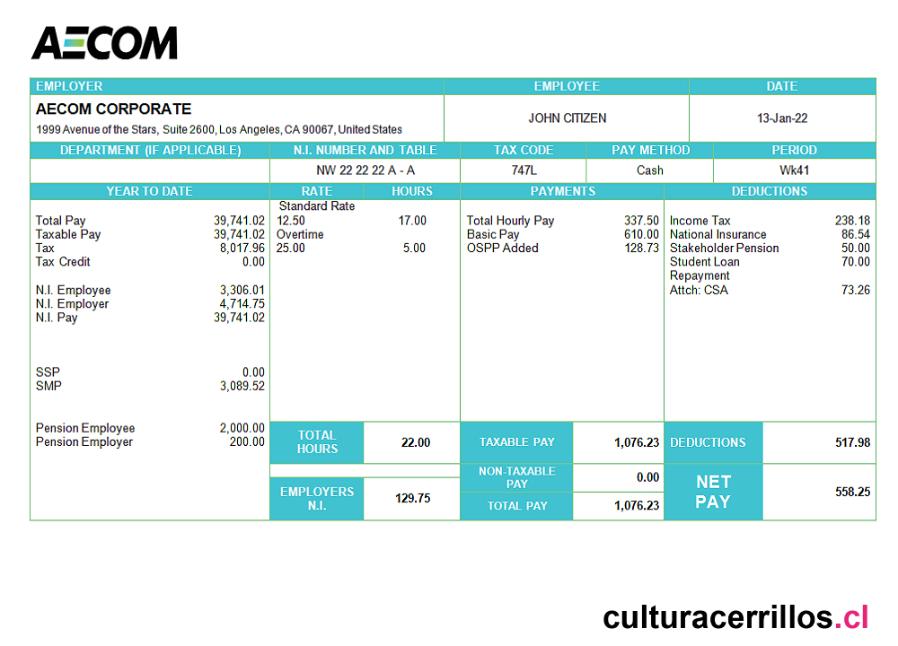 AECOM
EMPLOYER EMPLOYEE DATE
AECOM CORPORATE
1999 Avenue of the Stars, Suite 2600, Los Angeles, CA 90067, United States
JOHN CITIZEN
13-Jan-22
DEPARTMENT (IF APPLICABLE) N.I. NUMBER AND TABLE TAX CODE PAY METHOD PERIOD
NW 22 22 22 A - A 747L Cash Wk41
YEAR TO DATE RATE HOURS PAYMENTS DEDUCTIONS
Standard Rate
Total Pay 39,741.02 12.50 17.00 Total Hourly Pay 337.50 Income Tax 238.18
Taxable Pay 39,741.02 Overtime Basic Pay 610.00 National Insurance 86.54
Tax 8,017.96 25.00 5.00 OSPP Added 128.73 Stakeholder Pension 50.00
Tax Credit 0.00 Student Loan 70.00
Repayment
N.I. Employee 3,306.01 Attch: CSA 73.26
N.I. Employer 4,714.75
N.I. Pay 39,741.02
SSP 0.00
SMP 3,089.52
Pension Employee 2,000.00
Pension Employer 200.00
TOTAL HOURS 22.00 TAXABLE PAY 1,076.23 DEDUCTIONS 517.98
NON-TAXABLE PAY 0.00
EMPLOYERS N.I. 129.75 TOTAL PAY 1,076.23 NET PAY 558.25
culturacerrillos.cl